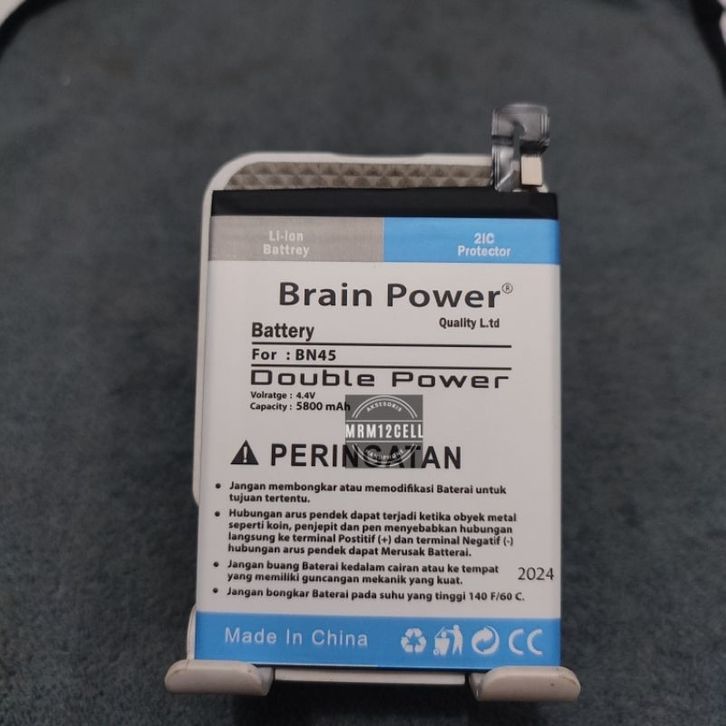 Li-Ion
Battrey
2IC
Protector
Brain Power®
Quality L.td
Battery
For : BN45
Double Power
Volratge : 4.4V
Capacity : 5800 mAh
AKSESORIS
MRM12CELL
HANDPHONE
PERINGATAN
• Jangan membongkar atau memodifikasi Baterai untuk
tujuan tertentu.
• Hubungan arus pendek dapat terjadi ketika obyek metal
seperti koin, penjepit dan pen menyebabkan hubungan
langsung ke terminal Postitif (+) dan terminal Negatif (-)
hubungan arus pendek dapat Merusak Batterai.
• Jangan buang Baterai kedalam cairan atau ke tempat
yang memiliki guncangan mekanik yang kuat.
• Jangan bongkar Baterai pada suhu yang tinggi 140 F/60 C.
2024
Made In China
CC